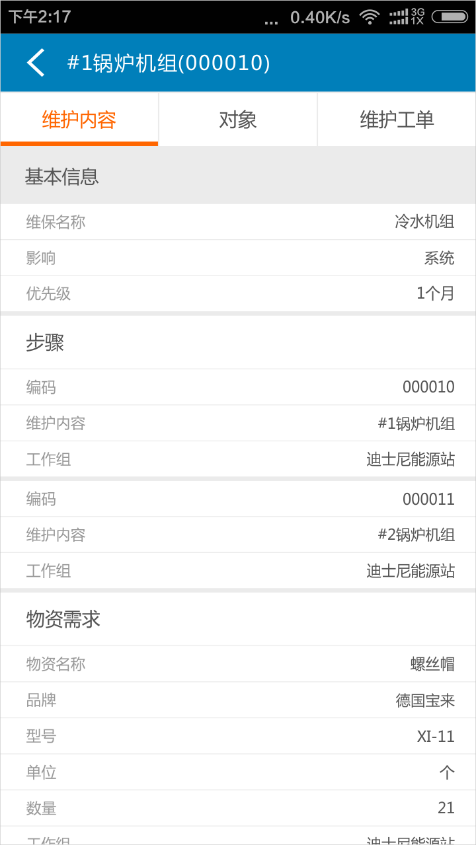 下午2:17 ... 0.40K/s 3G 1X
#1锅炉机组(000010)
维护内容 对象 维护工单
基本信息
维保名称 冷水机组
影响 系统
优先级 1个月
步骤
编码 000010
维护内容 #1锅炉机组
工作组 迪士尼能源站
编码 000011
维护内容 #2锅炉机组
工作组 迪士尼能源站
物资需求
物资名称 螺丝帽
品牌 德国宝来
型号 XI-11
单位 个
数量 21
工作组 迪士尼能源站